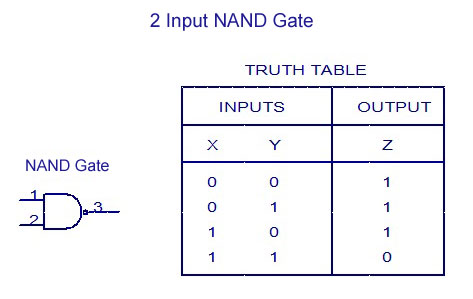 2 Input NAND Gate
TRUTH TABLE
INPUTS OUTPUT
X Y Z
0 0 1
0 1 1
1 0 1
1 1 0
NAND Gate
1
2
3